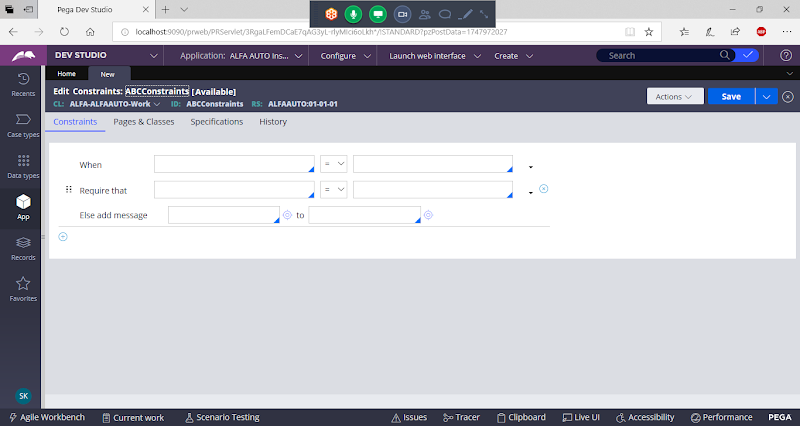 Pega Dev Studio
localhost:9090/prweb/PRServlet/3RgaLFemDCaE7qAG3yL-rlyMIci6oLkh*/!STANDARD?pzPostData=1747972027
DEV STUDIO
Application: ALFA AUTO Ins...
Configure
Launch web interface
Create
Search
Home
New
Edit Constraints: ABCConstraints [Available]
CL: ALFA-ALFAAUTO-Work ID: ABCConstraints RS: ALFAAUTO:01-01-01
Actions
Save
Constraints
Pages & Classes
Specifications
History
When
=
Require that
=
Else add message
to
Recents
Case types
Data types
App
Records
Favorites
SK
Agile Workbench
Current work
Scenario Testing
Issues
Tracer
Clipboard
Live UI
Accessibility
Performance
PEGA